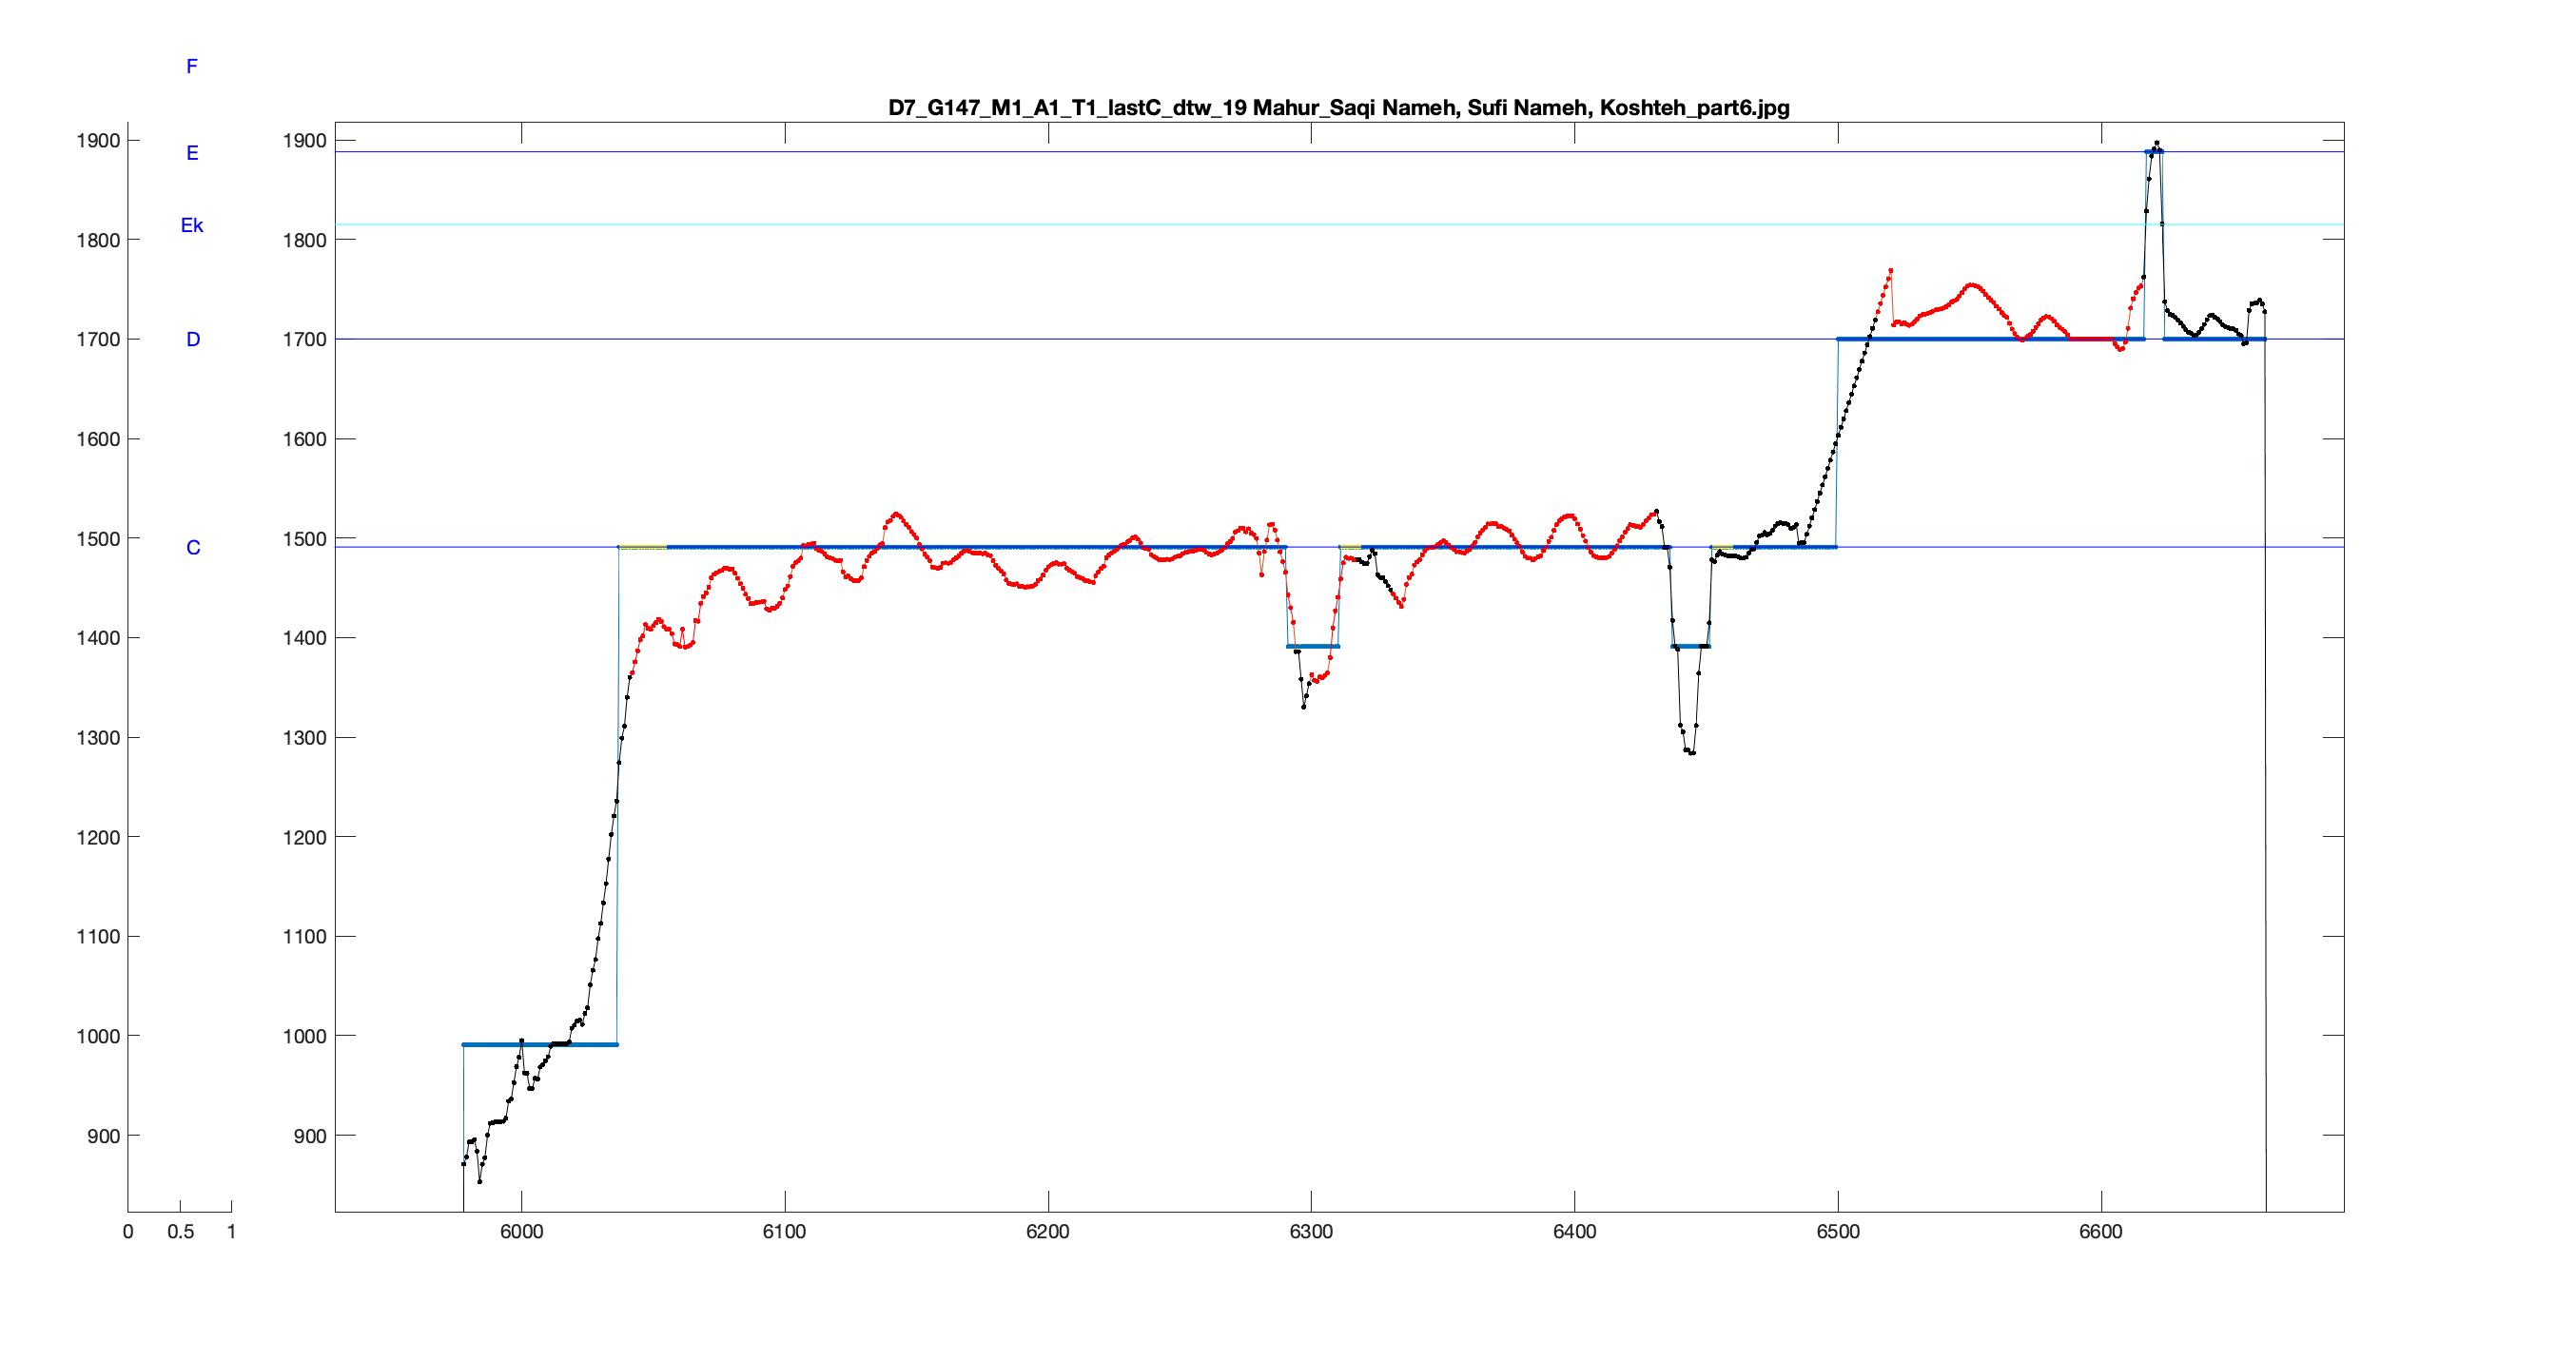 F
D7_G147_M1_A1_T1_lastC_dtw_19 Mahur_Saqi Nameh, Sufi Nameh, Koshteh_part6.jpg
1900 E 1900
Ek
1800 1800
1700 D 1700
1600 1600
1500 C 1500
1400 1400
1300 1300
1200 1200
1100 1100
1000 1000
900 900
0 0.5 1 6000 6100 6200 6300 6400 6500 6600